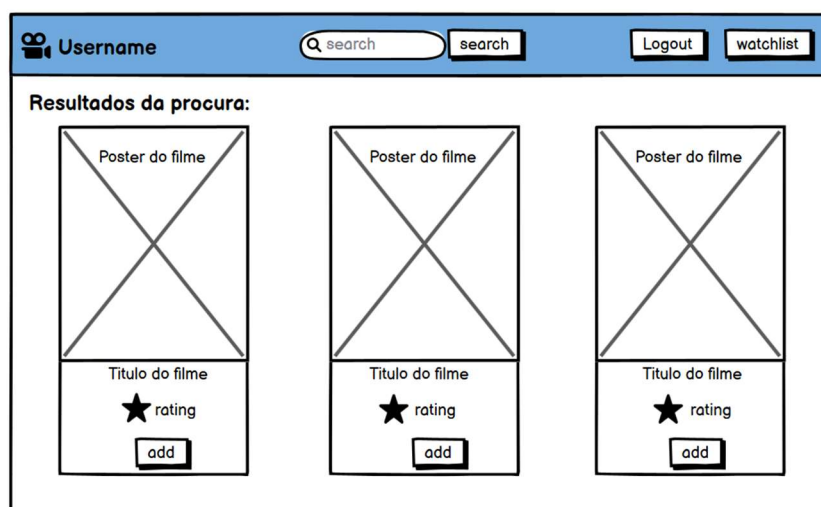 Username
search
search
Logout
watchlist
Resultados da procura:
Poster do filme
Poster do filme
Poster do filme
Titulo do filme
Titulo do filme
Titulo do filme
rating
rating
rating
add
add
add